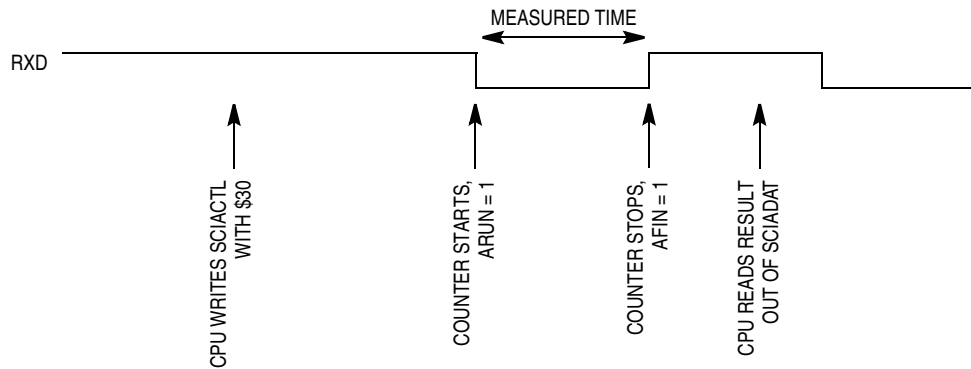 MEASURED TIME
RXD
CPU WRITES SCIACTL
WITH $30
COUNTER STARTS,
ARUN = 1
COUNTER STOPS,
AFIN = 1
CPU READS RESULT
OUT OF SCIADAT